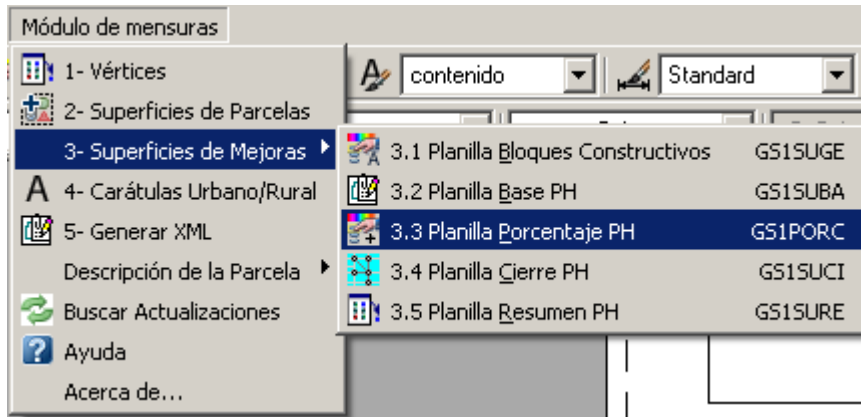 Módulo de mensuras
1- Vértices
contenido
Standard
2- Superficies de Parcelas
3- Superficies de Mejoras
3.1 Planilla Bloques Constructivos GS1SUGE
4- Carátulas Urbano/Rural
3.2 Planilla Base PH GS1SUBA
5- Generar XML
3.3 Planilla Porcentaje PH GS1PORC
Descripción de la Parcela
3.4 Planilla Cierre PH GS1SUCI
Buscar Actualizaciones
3.5 Planilla Resumen PH GS1SURE
Ayuda
Acerca de...